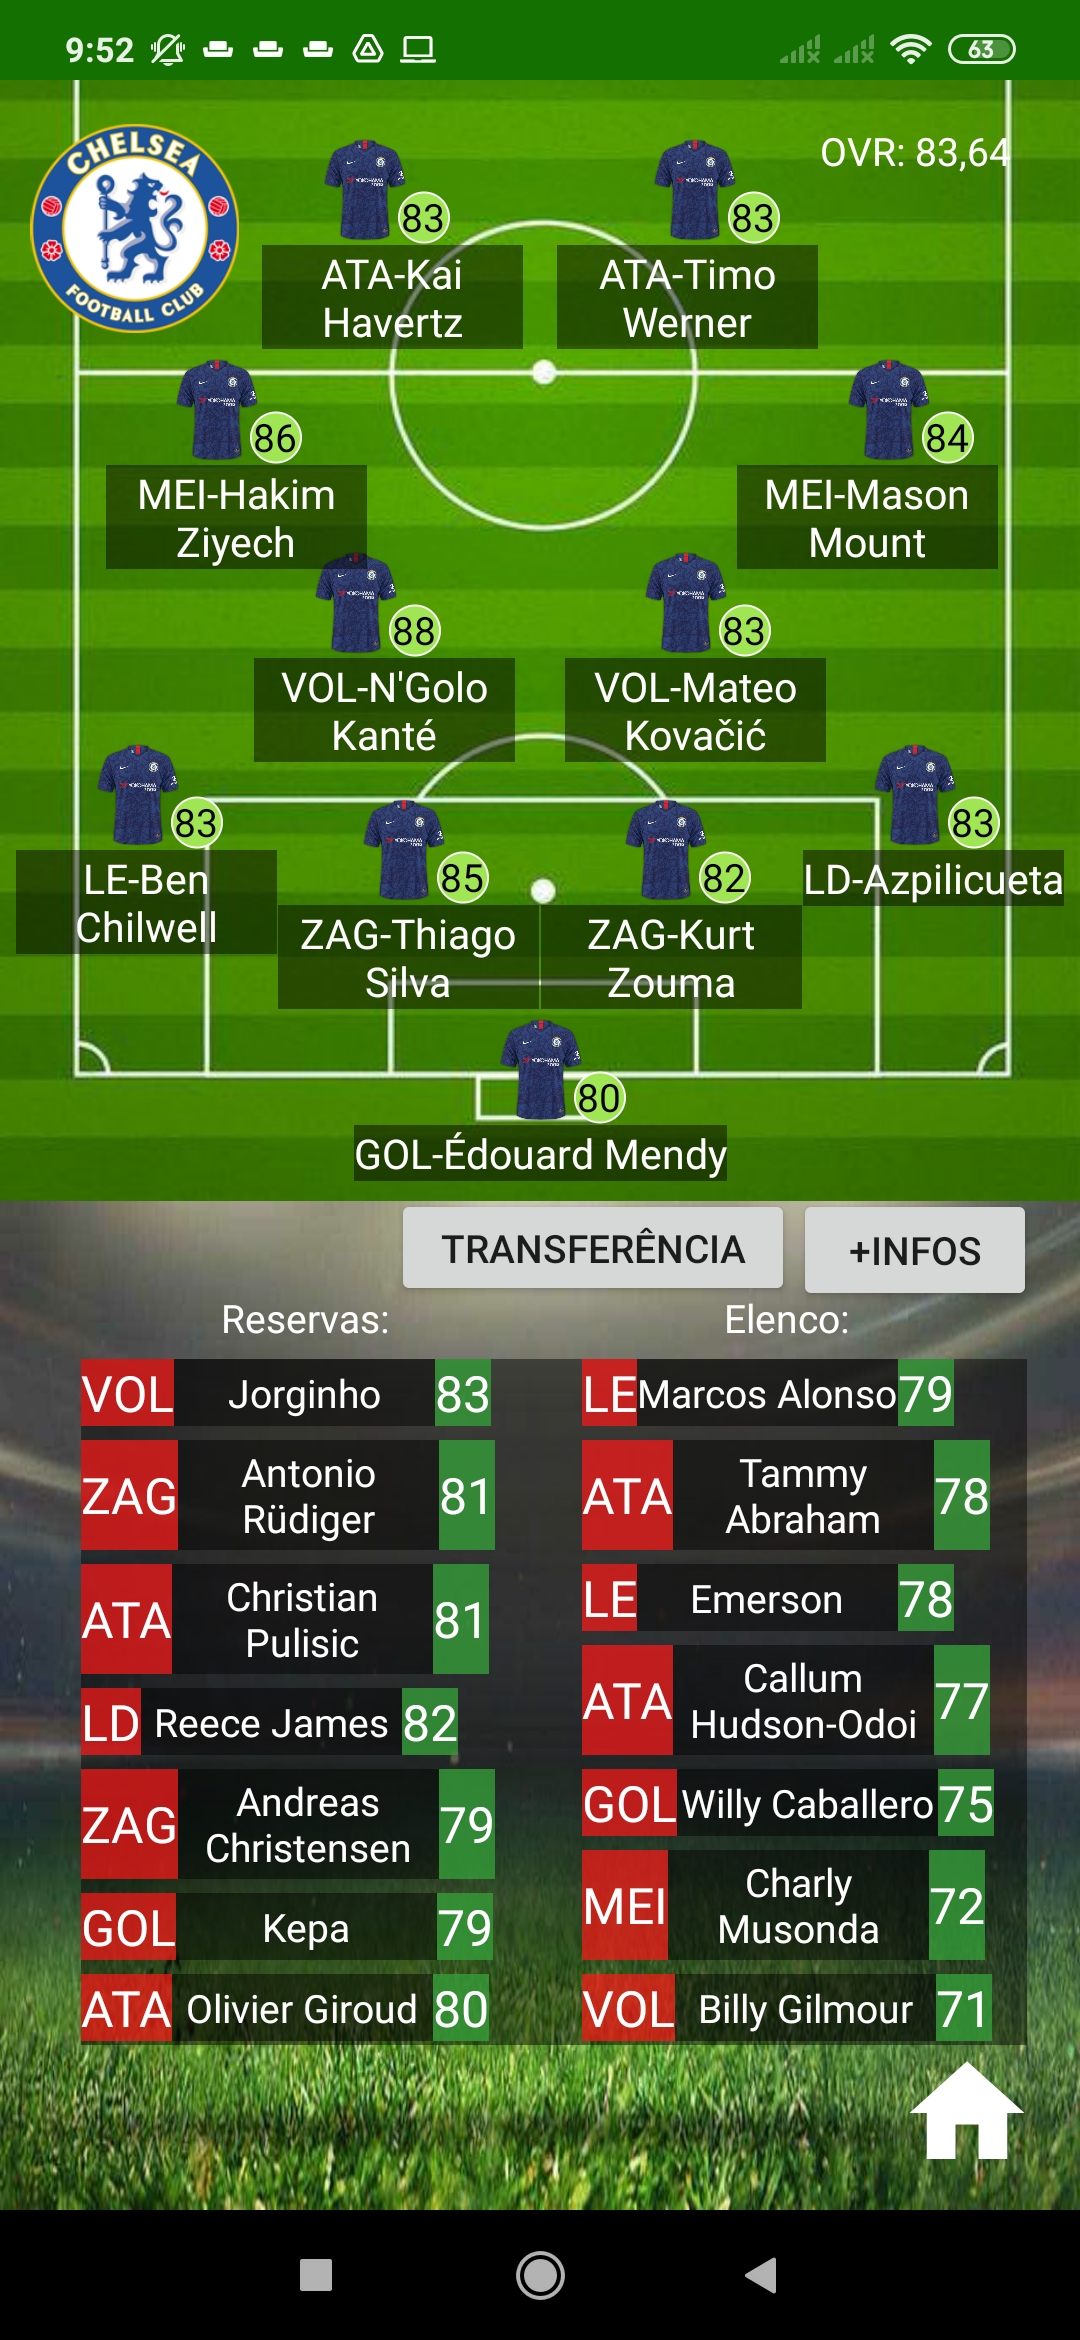 9:52
63
CHELSEA
FOOTBALL CLUB
OVR: 83,64
83
ATA-Kai
Havertz
83
ATA-Timo
Werner
86
MEI-Hakim
Ziyech
84
MEI-Mason
Mount
88
VOL-N'Golo
Kanté
83
VOL-Mateo
Kovačić
83
LE-Ben
Chilwell
85
ZAG-Thiago
Silva
82
ZAG-Kurt
Zouma
83
LD-Azpilicueta
80
GOL-Édouard Mendy
TRANSFERÊNCIA
+INFOS
Reservas:
VOL Jorginho 83
ZAG Antonio
Rüdiger 81
ATA Christian
Pulisic 81
LD Reece James 82
ZAG Andreas
Christensen 79
GOL Kepa 79
ATA Olivier Giroud 80
Elenco:
LE Marcos Alonso 79
ATA Tammy
Abraham 78
LE Emerson 78
ATA Callum
Hudson-Odoi 77
GOL Willy Caballero 75
MEI Charly
Musonda 72
VOL Billy Gilmour 71